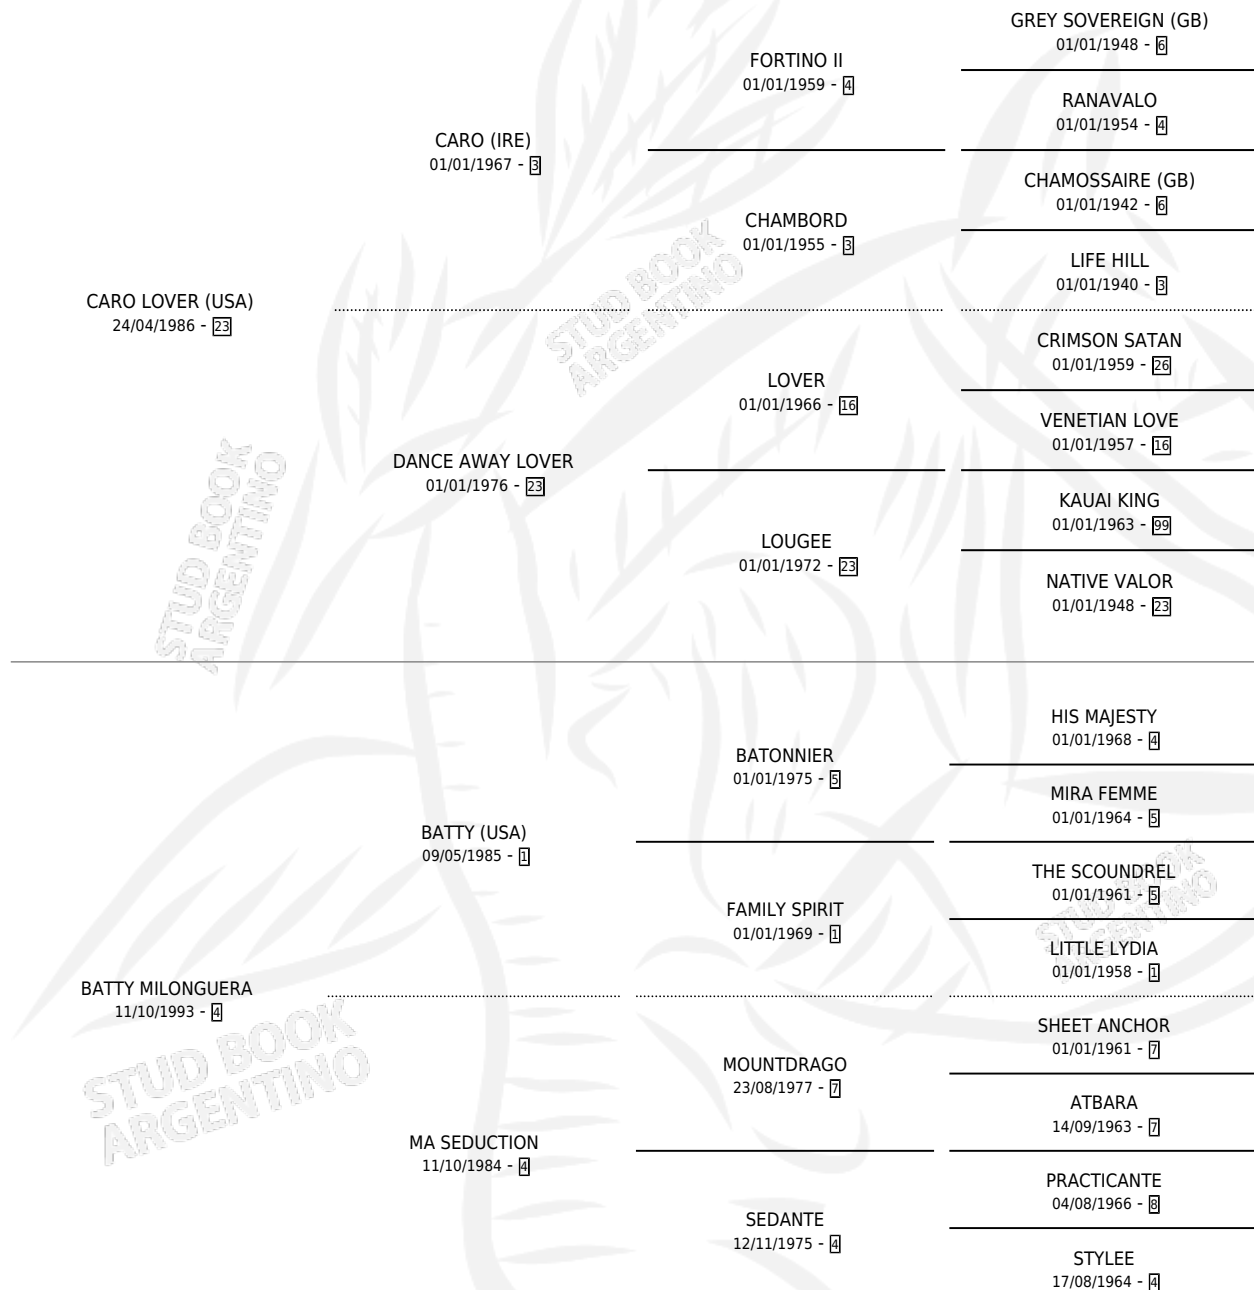 GREY SOVEREIGN (GB)
01/01/1948 - 6
FORTINO II
01/01/1959 - 4
RANAVALO
01/01/1954 - 4
CARO (IRE)
01/01/1967 - 3
CHAMOSSAIRE (GB)
01/01/1942 - 6
CHAMBORD
01/01/1955 - 3
LIFE HILL
01/01/1940 - 3
CARO LOVER (USA)
24/04/1986 - 23
CRIMSON SATAN
01/01/1959 - 26
LOVER
01/01/1966 - 16
VENETIAN LOVE
01/01/1957 - 16
DANCE AWAY LOVER
01/01/1976 - 23
KAUAI KING
01/01/1963 - 99
LOUGEE
01/01/1972 - 23
NATIVE VALOR
01/01/1948 - 23
HIS MAJESTY
01/01/1968 - 4
BATONNIER
01/01/1975 - 5
MIRA FEMME
01/01/1964 - 5
BATTY (USA)
09/05/1985 - 1
THE SCOUNDREL
01/01/1961 - 5
FAMILY SPIRIT
01/01/1969 - 1
LITTLE LYDIA
01/01/1958 - 1
BATTY MILONGUERA
11/10/1993 - 4
SHEET ANCHOR
01/01/1961 - 7
MOUNTDRAGO
23/08/1977 - 7
ATBARA
14/09/1963 - 7
MA SEDUCTION
11/10/1984 - 4
PRACTICANTE
04/08/1966 - 8
SEDANTE
12/11/1975 - 4
STYLEE
17/08/1964 - 4
STUD BOOK
ARGENTINO
STUD BOOK
ARGENTINO
STUD BOOK
ARGENTINO
STUD BOOK
ARGENTINO